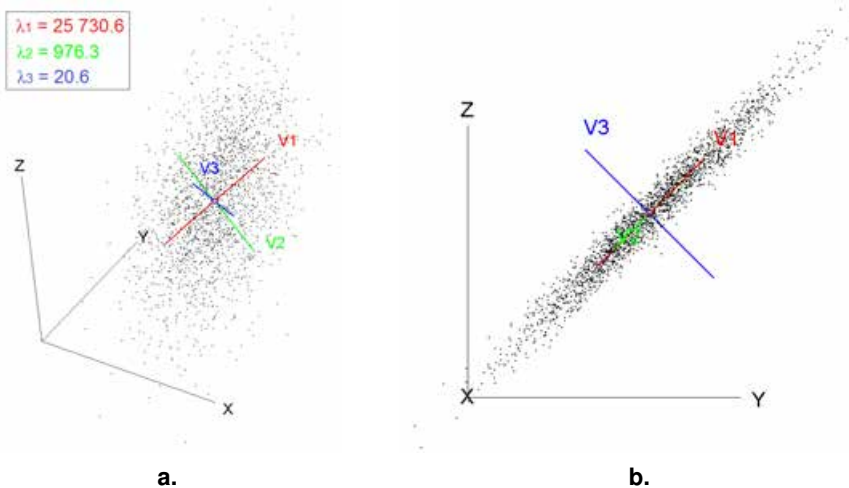 λ1 = 25 730.6
λ2 = 976.3
λ3 = 20.6
Z
Y
X
V1
V3
V2
Z
V3
V1
X
Y
a.
b.